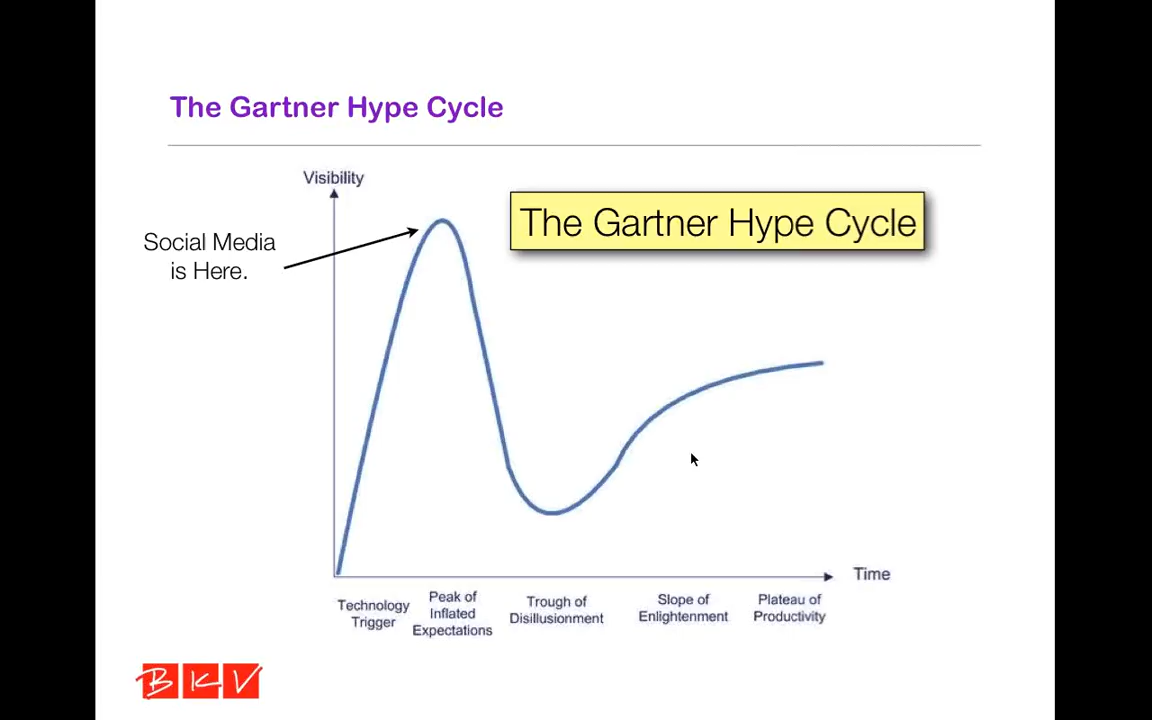 The Gartner Hype Cycle
Visibility
The Gartner Hype Cycle
Social Media
is Here.
Time
Technology
Trigger
Peak of
Inflated
Expectations
Trough of
Disillusionment
Slope of
Enlightenment
Plateau of
Productivity
BKV